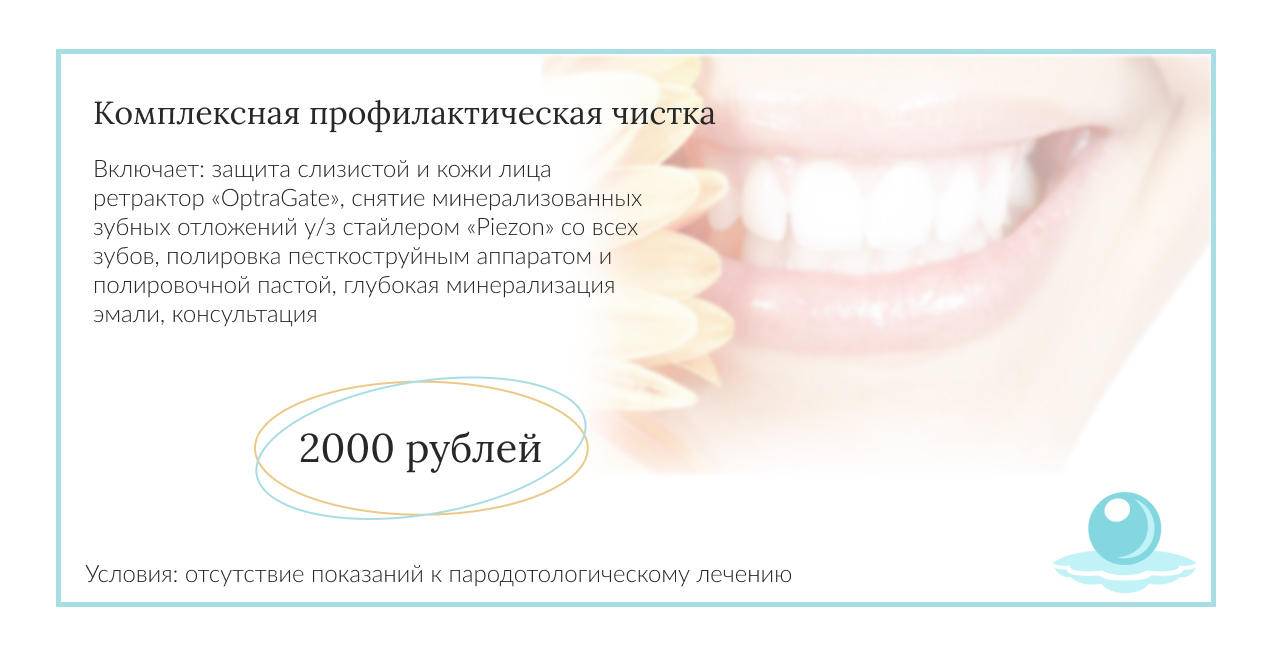 Комплексная профилактическая чистка
Включает: защита слизистой и кожи лица
ретрактор «OptraGate», снятие минерализованных
зубных отложений у/з стайлером «Piezon» со всех
зубов, полировка песткоструйным аппаратом и
полировочной пастой, глубокая минерализация
эмали, консультация
2000 рублей
Условия: отсутствие показаний к пародотологическому лечению